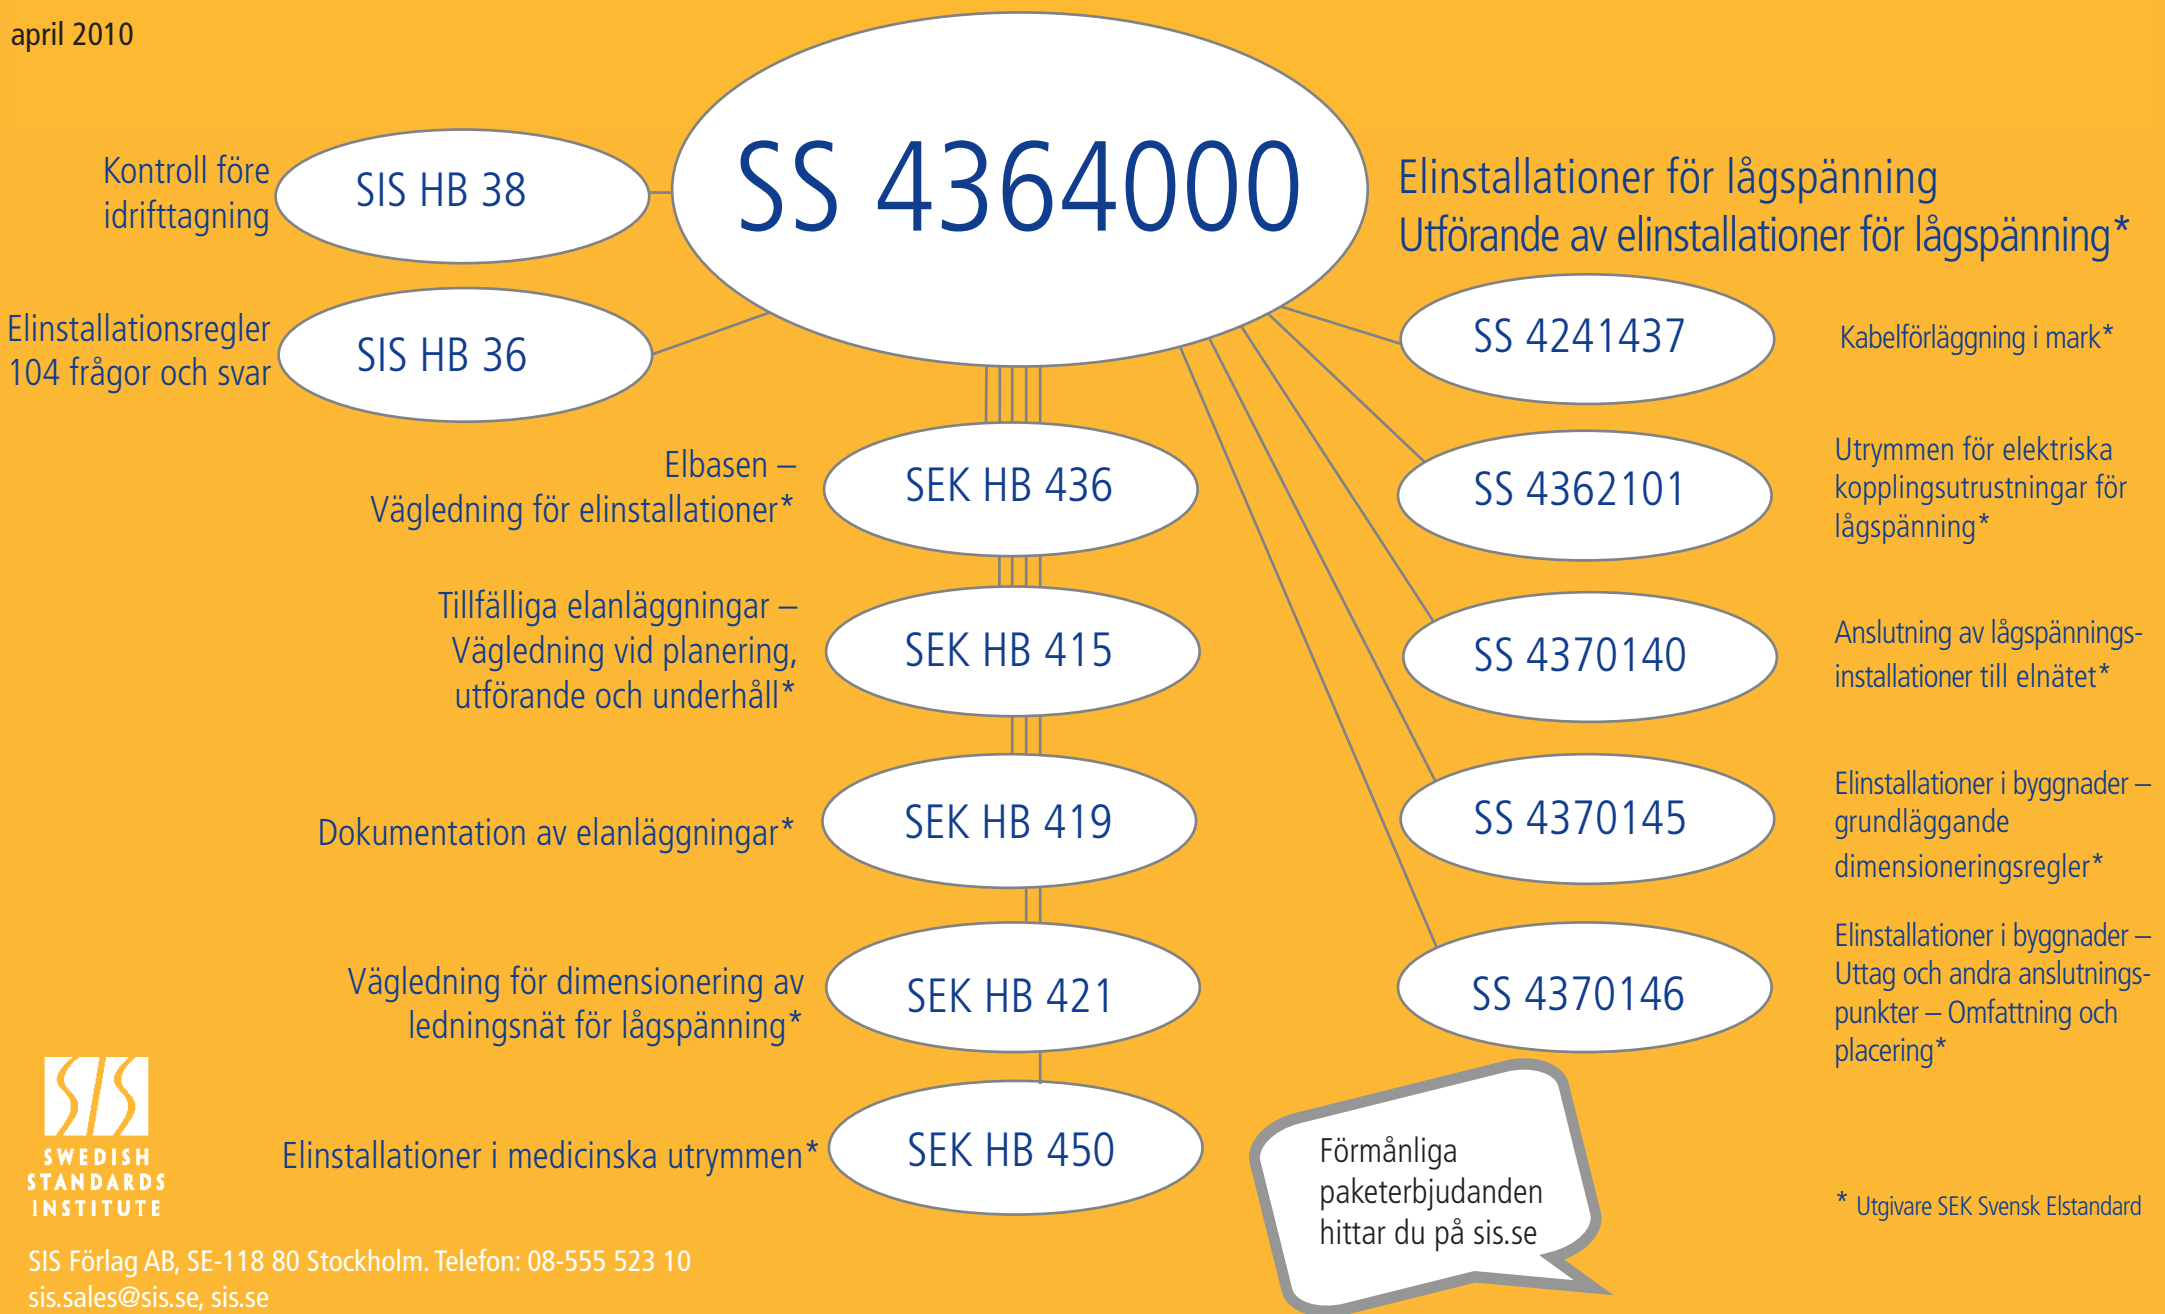 april 2010
SS 4364000
Elinstallationer för lågspänning
Utförande av elinstallationer för lågspänning*
Kontroll före
idrifttagning
SIS HB 38
Elinstallationsregler
104 frågor och svar
SIS HB 36
Elbasen –
Vägledning för elinstallationer*
SEK HB 436
Tillfälliga elanläggningar –
Vägledning vid planering,
utförande och underhåll*
SEK HB 415
Dokumentation av elanläggningar*
SEK HB 419
Vägledning för dimensionering av
ledningsnät för lågspänning*
SEK HB 421
Elinstallationer i medicinska utrymmen*
SEK HB 450
SS 4241437
Kabelförläggning i mark*
SS 4362101
Utrymmen för elektriska
kopplingsutrustningar för
lågspänning*
SS 4370140
Anslutning av lågspännings-
installationer till elnätet*
SS 4370145
Elinstallationer i byggnader –
grundläggande
dimensioneringsregler*
SS 4370146
Elinstallationer i byggnader –
Uttag och andra anslutnings-
punkter – Omfattning och
placering*
Förmånliga
paketerbjudanden
hittar du på sis.se
* Utgivare SEK Svensk Elstandard
SIS
SWEDISH
STANDARDS
INSTITUTE
SIS Förlag AB, SE-118 80 Stockholm. Telefon: 08-555 523 10
sis.sales@sis.se, sis.se